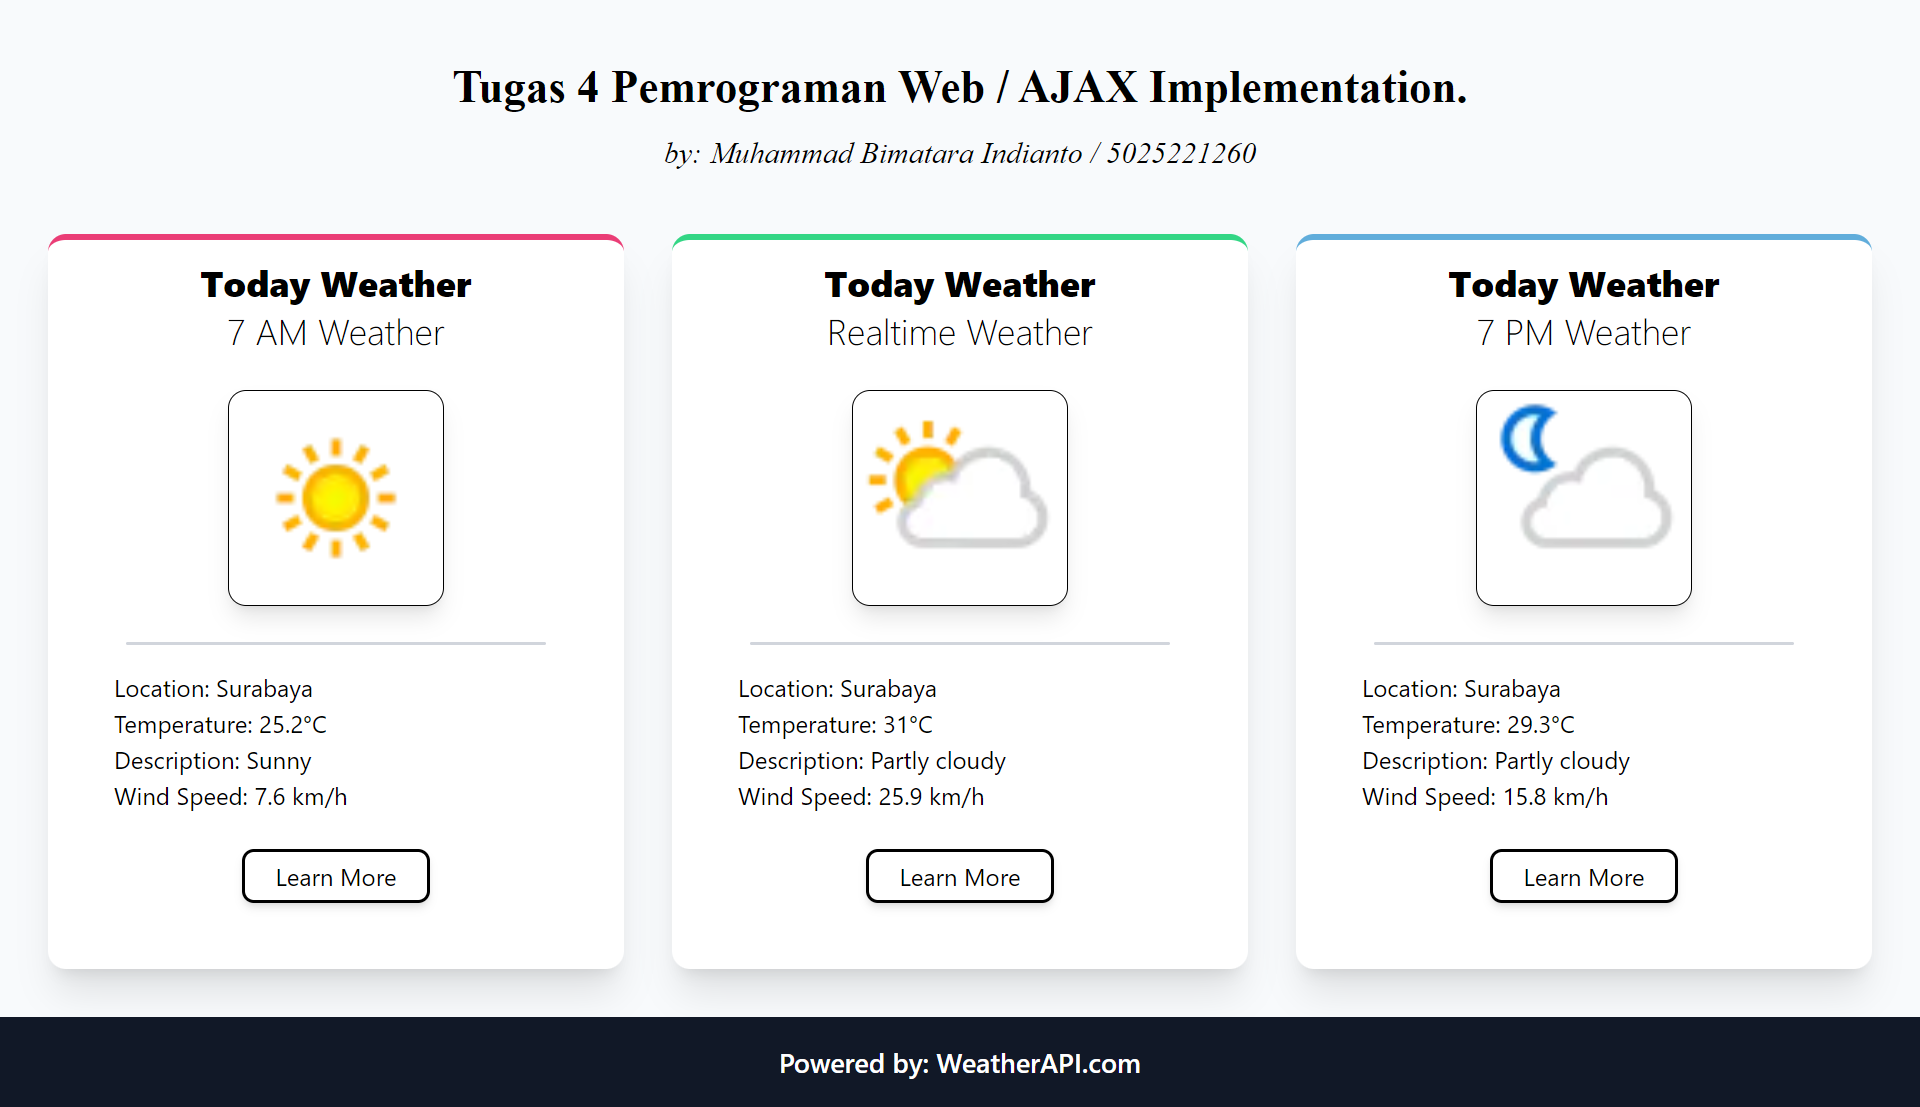 Tugas 4 Pemrograman Web / AJAX Implementation.
by: Muhammad Bimatara Indianto / 5025221260
Today Weather
7 AM Weather
Location: Surabaya
Temperature: 25.2°C
Description: Sunny
Wind Speed: 7.6 km/h
Learn More
Today Weather
Realtime Weather
Location: Surabaya
Temperature: 31°C
Description: Partly cloudy
Wind Speed: 25.9 km/h
Learn More
Today Weather
7 PM Weather
Location: Surabaya
Temperature: 29.3°C
Description: Partly cloudy
Wind Speed: 15.8 km/h
Learn More
Powered by: WeatherAPI.com